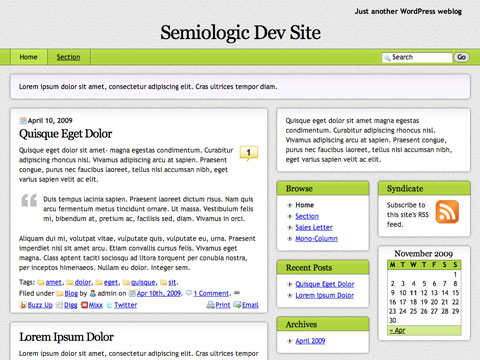 Just another WordPress weblog
Semiologic Dev Site
Home Section
Search Go
Lorem ipsum dolor sit amet, consectetur adipiscing elit. Cras ultrices tempor diam.
April 10, 2009
Quisque Eget Dolor
Quisque eget dolor sit amet- magna egestas condimentum. Curabitur
adipiscing rhoncus nisl. Vivamus adipiscing arcu at sapien. Praesent
congue, purus nec faucibus laoreet, tellus nisl accumsan nibh, eget
varius sapien velit ac elit.
1
Duis tempus lacinia sapien. Praesent laoreet dictum risus. Nam quis
arcu fermentum metus tincidunt ornare. Ut massa. Vestibulum felis
mi, bibendum at, pretium ac, facilisis sed, diam. Vivamus in orci.
Aliquam dui mi, volutpat vitae, vulputate quis, vulputate eu, urna. Praesent
imperdiet nisl sit amet arcu. Etiam convallis cursus felis. Vivamus eget
magna. Class aptent taciti sociosqu ad litora torquent per conubia nostra,
per inceptos himenaeos. Nullam eu dolor. Integer sem.
Tags: amet, dolor, eget, quisque, sit.
Filed under Blog by admin on Apr 10th, 2009. 1 Comment.
Buzz Up Digg Mixx Twitter Print Email
Lorem Ipsum Dolor
Lorem ipsum dolor sit amet, consectetur adipiscing elit. Cras ultrices
Quisque eget dolor sit amet magna egestas
condimentum. Curabitur adipiscing rhoncus nisl.
Vivamus adipiscing arcu at sapien. Praesent congue,
purus nec faucibus laoreet, tellus nisl accumsan
nibh, eget varius sapien velit ac elit.
Browse
Home
Section
Sales Letter
Mono-Column
Recent Posts
Quisque Eget Dolor
Lorem Ipsum Dolor
Archives
April 2009
Syndicate
Subscribe to
this site's RSS
feed.
November 2009
M T W T F S S
1
2 3 4 5 6 7 8
9 10 11 12 13 14 15
16 17 18 19 20 21 22
23 24 25 26 27 28 29
30
« Apr